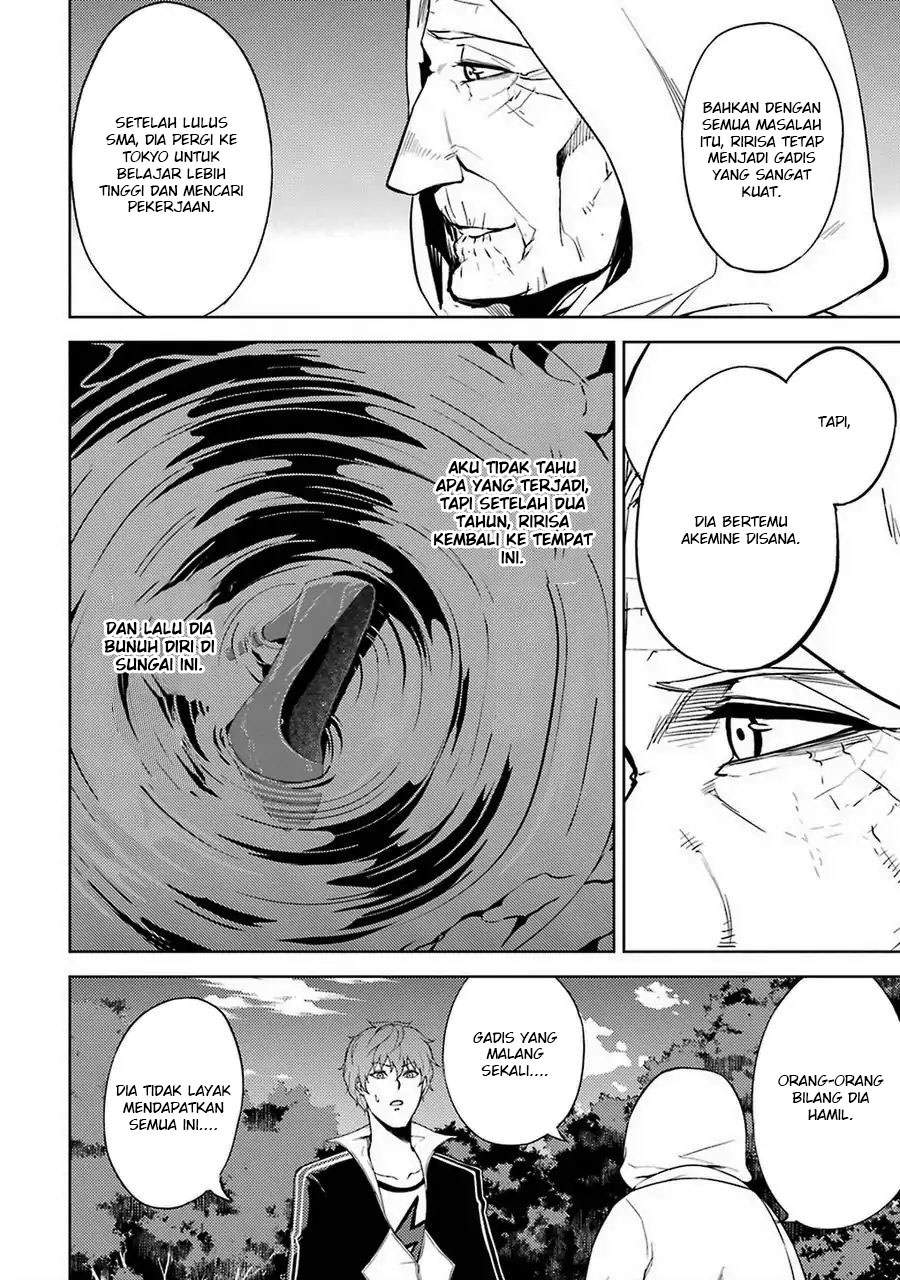 BAHKAN DENGAN
SEMUA MASALAH
ITU, RIRISA TETAP
MENJADI GADIS
YANG SANGAT
KUAT.
SETELAH LULUS
SMA, DIA PERGI KE
TOKYO UNTUK
BELAJAR LEBIH
TINGGI DAN MENCARI
PEKERJAAN.
TAPI,
DIA BERTEMU
AKEMINE DISANA.
AKU TIDAK TAHU
APA YANG TERJADI,
TAPI SETELAH DUA
TAHUN, RIRISA
KEMBALI KE TEMPAT
INI.
DAN LALU DIA
BUNUH DIRI DI
SUNGAI INI.
ORANG-ORANG
BILANG DIA
HAMIL.
GADIS YANG
MALANG
SEKALI....
DIA TIDAK LAYAK
MENDAPATKAN
SEMUA INI....